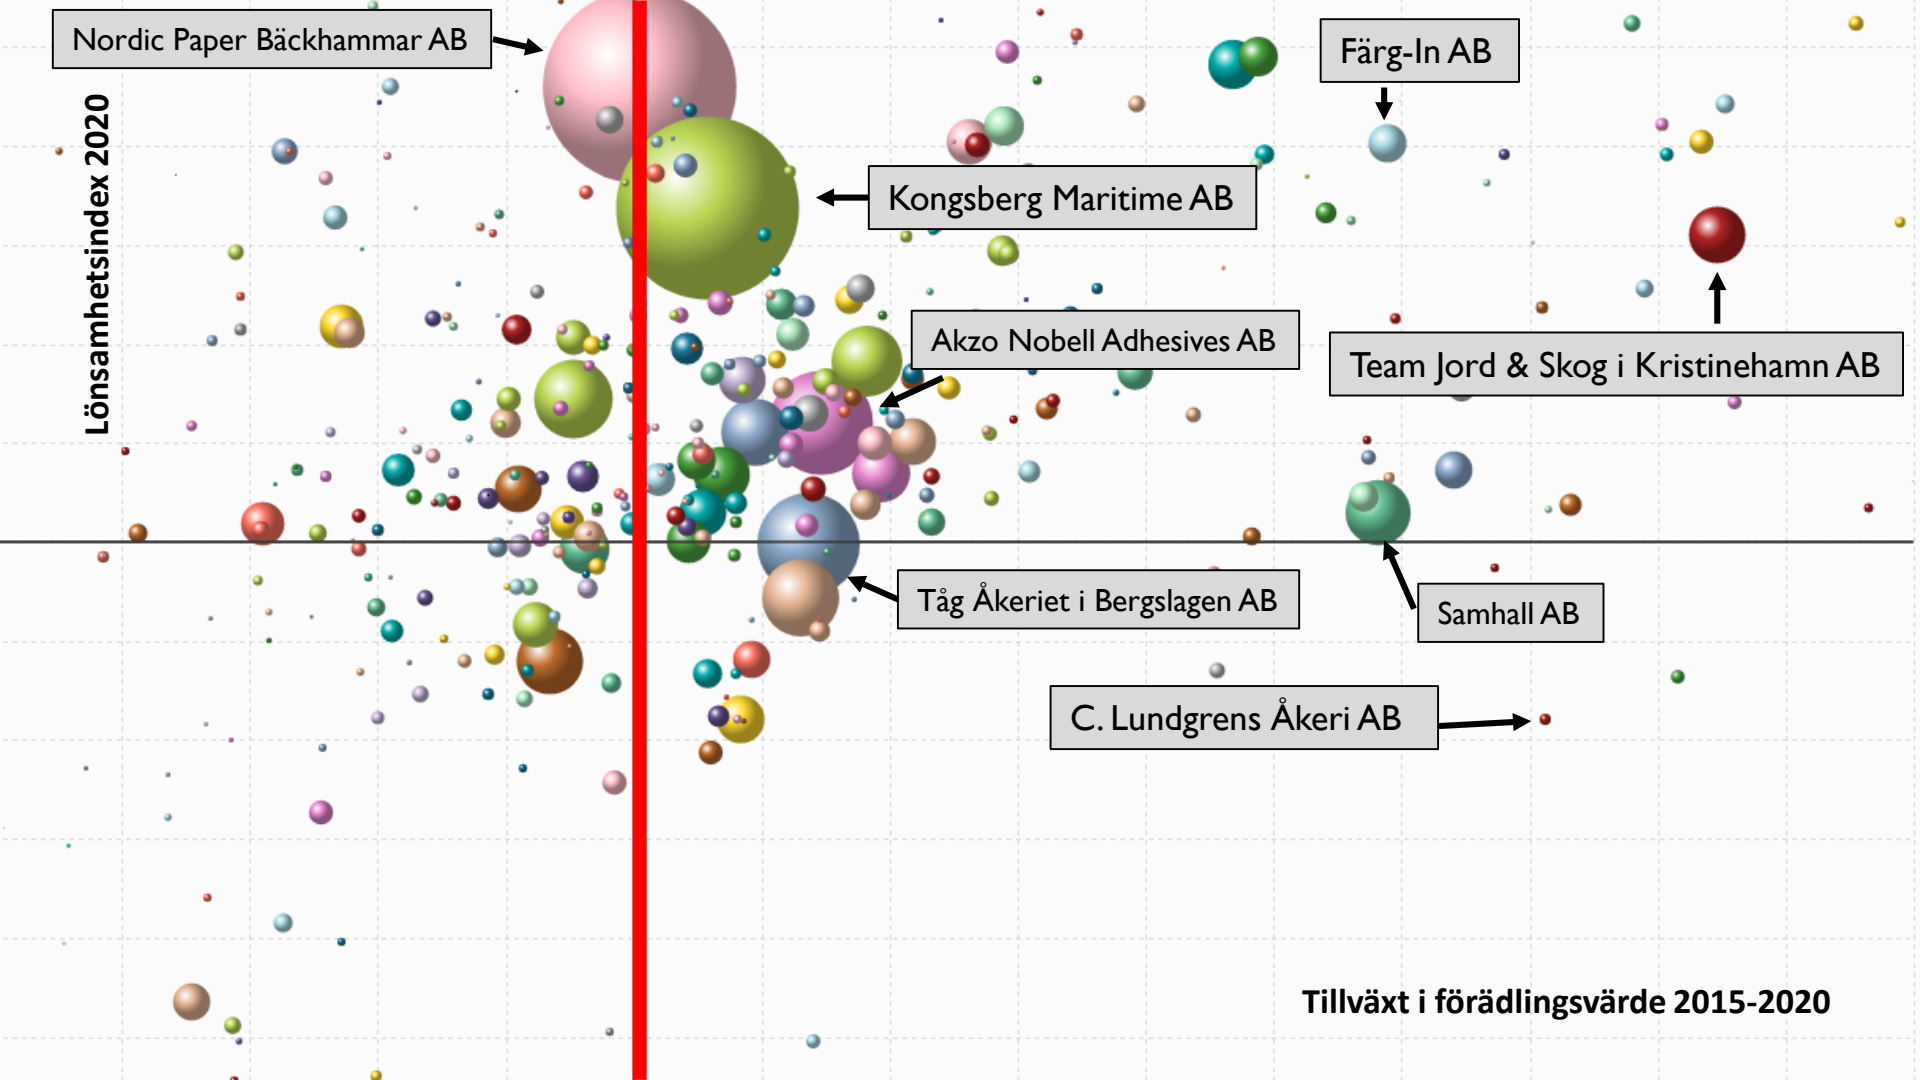 Nordic Paper Bäckhammar AB
Färg-In AB
Lönsamhetsindex 2020
Kongsberg Maritime AB
Akzo Nobell Adhesives AB
Team Jord & Skog i Kristinehamn AB
Tåg Åkeriet i Bergslagen AB
Samhall AB
C. Lundgrens Åkeri AB
Tillväxt i förädlingsvärde 2015-2020